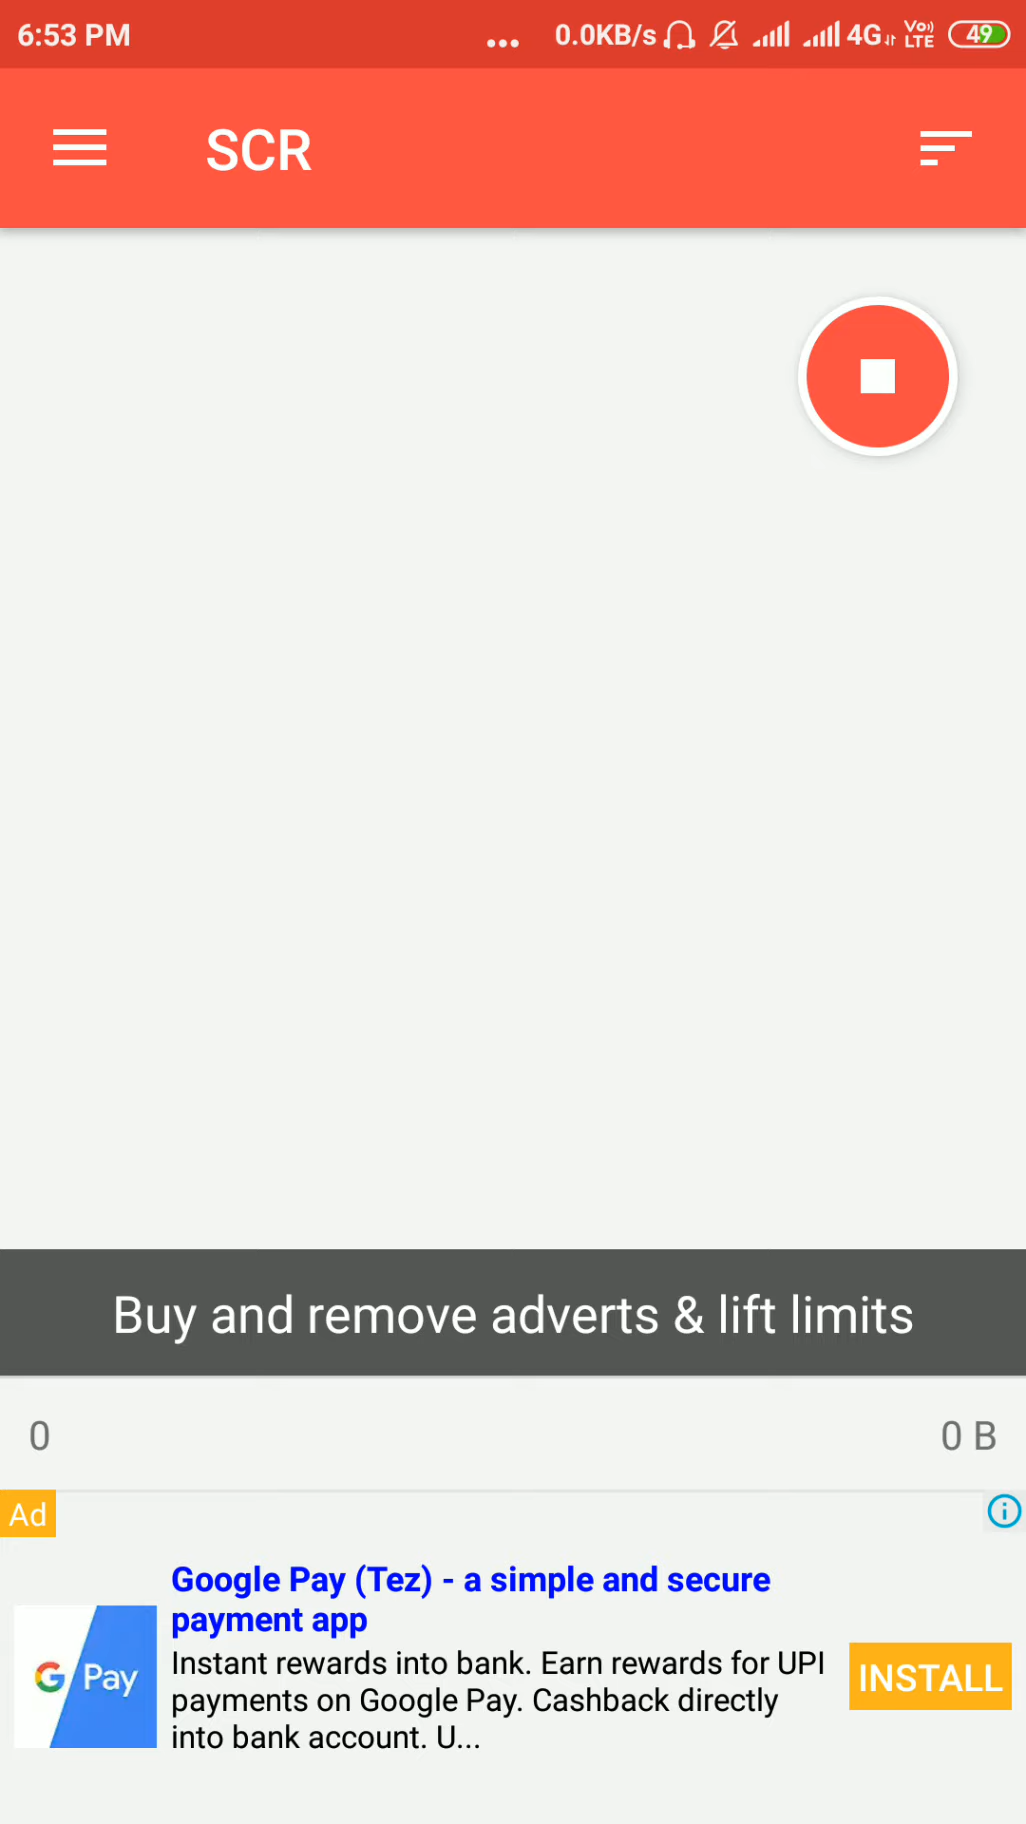 6:53 PM ... 0.0KB/s 4G VoLTE 49
SCR
Buy and remove adverts & lift limits
0 0 B
Ad
Google Pay (Tez) - a simple and secure
payment app
Instant rewards into bank. Earn rewards for UPI
payments on Google Pay. Cashback directly
into bank account. U...
G Pay
INSTALL